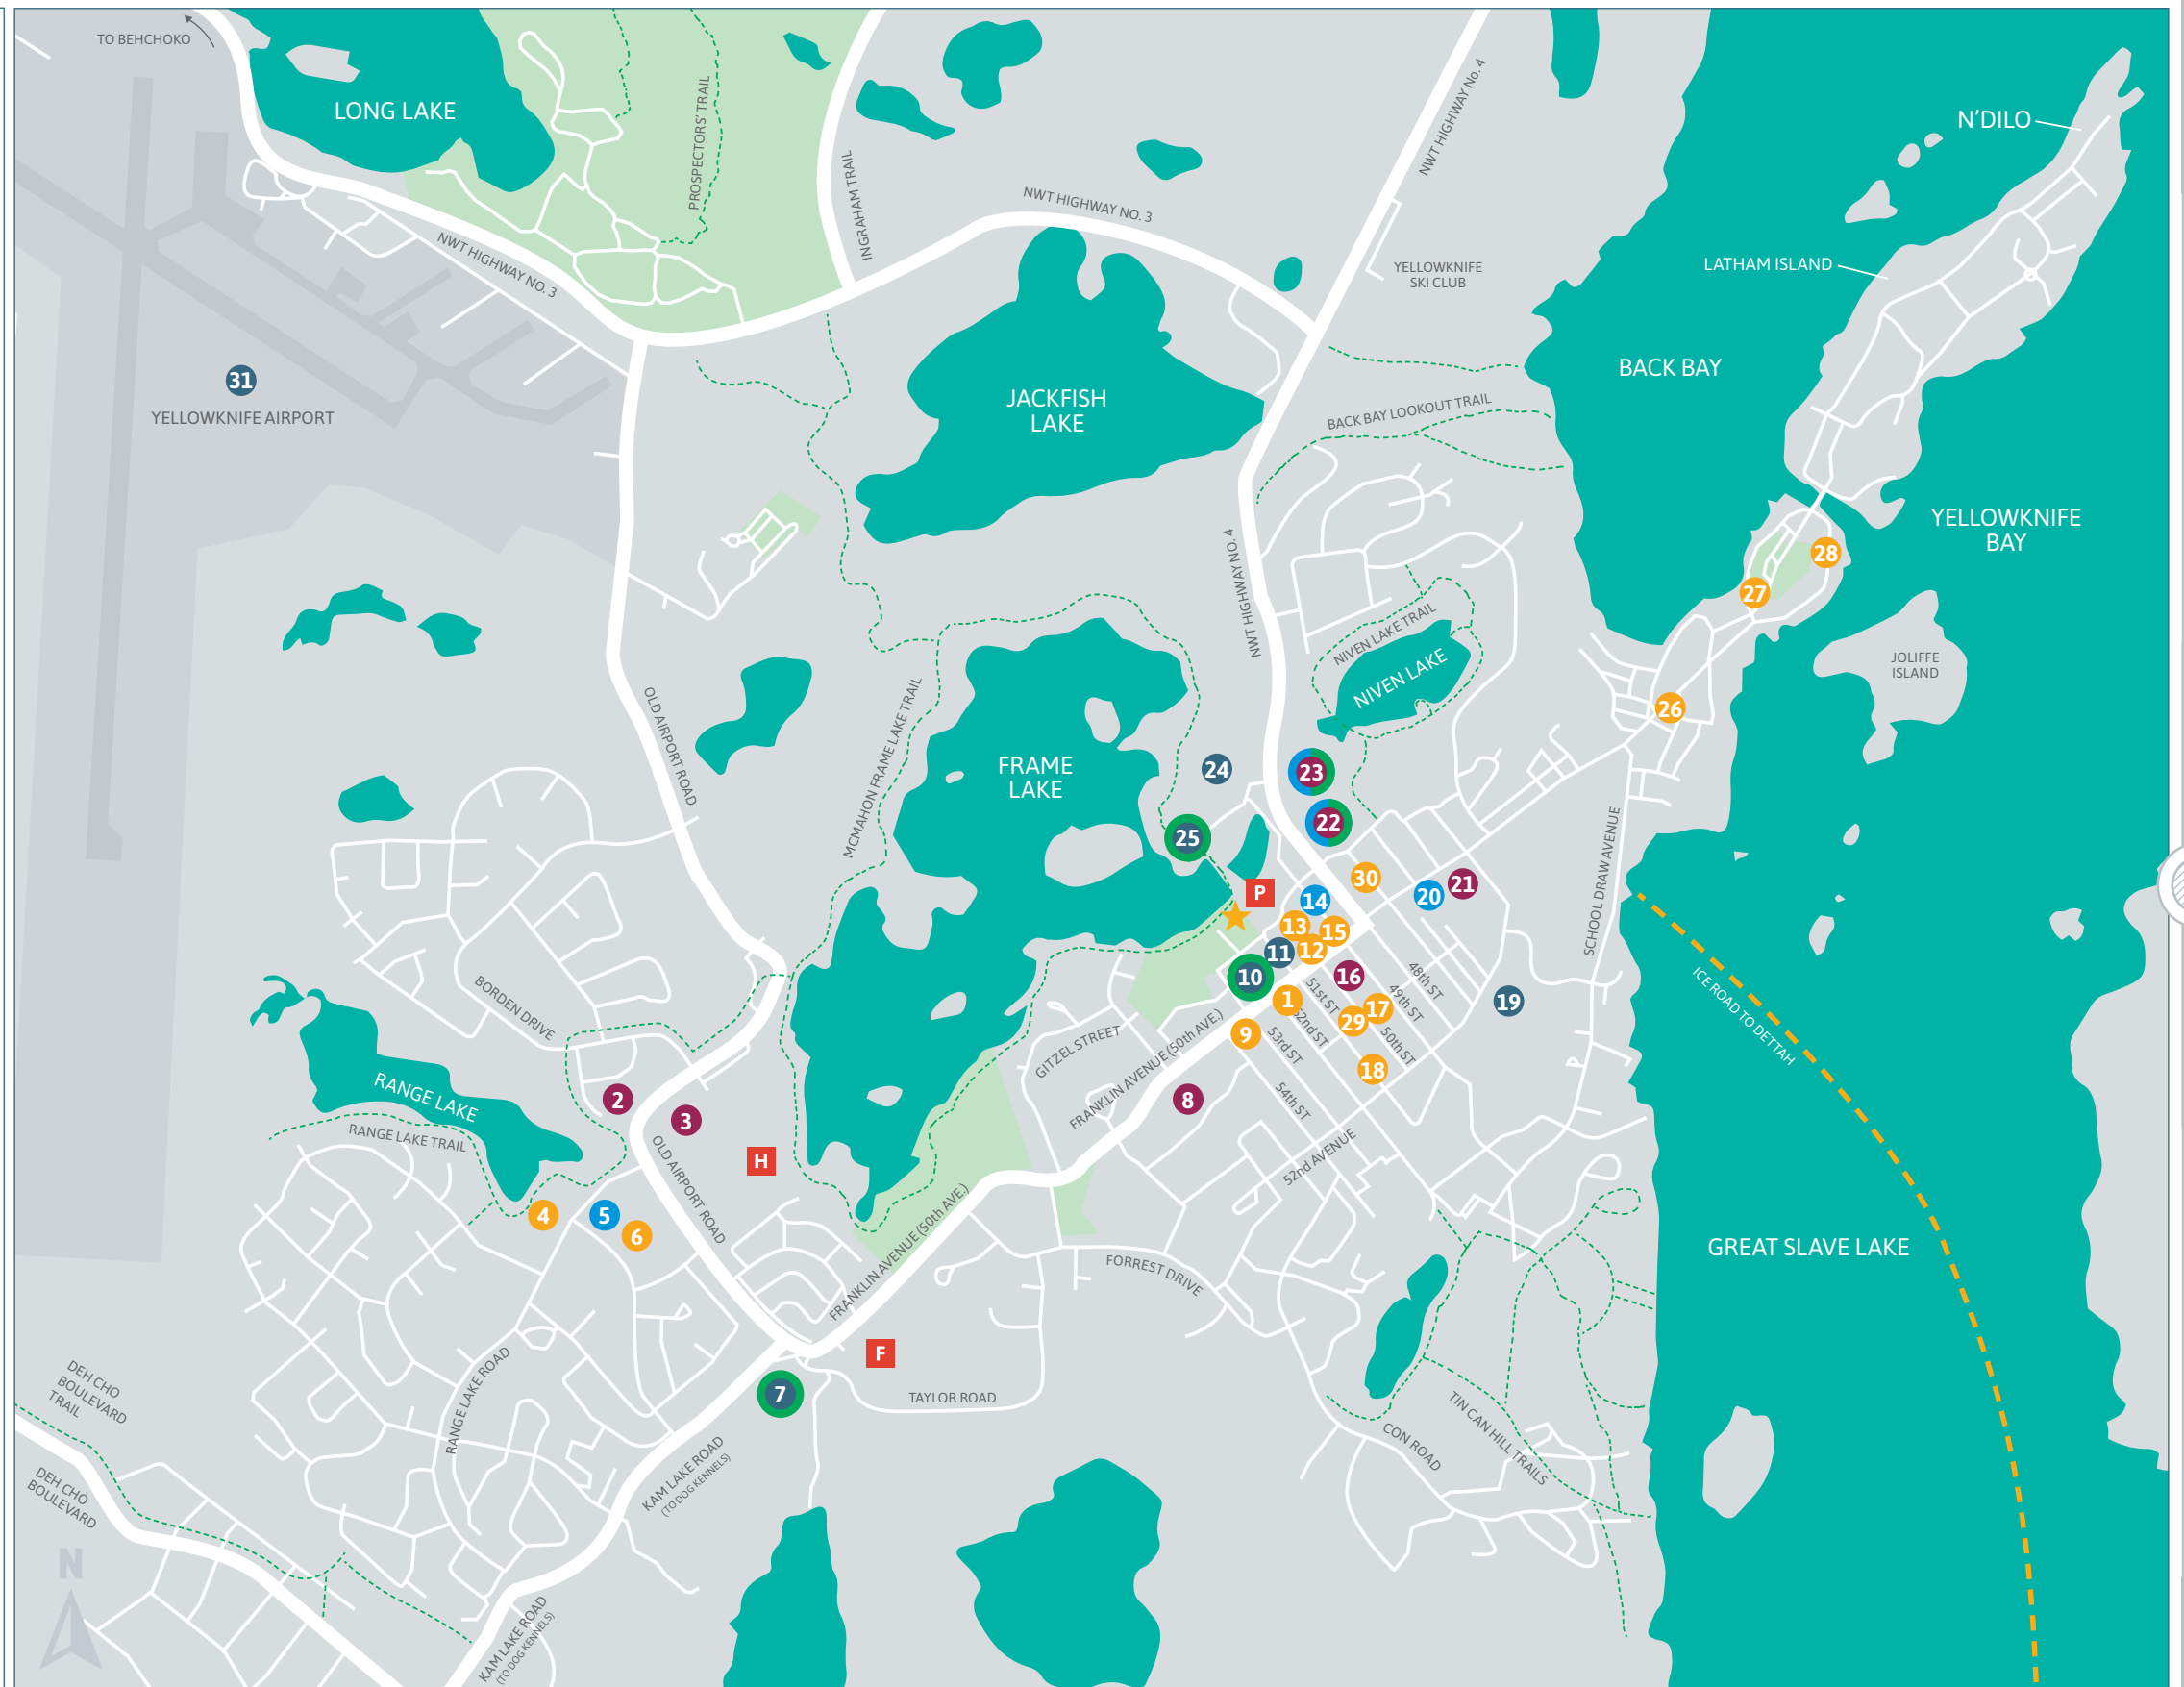 TO BEHCHOKO
LONG LAKE
PROSPECTORS' TRAIL
INGRAHAM TRAIL
NWT HIGHWAY NO. 3
NWT HIGHWAY No. 4
N'DILO
NWT HIGHWAY NO. 3
YELLOWKNIFE
SKI CLUB
LATHAM ISLAND
31
YELLOWKNIFE AIRPORT
JACKFISH
LAKE
BACK BAY
BACK BAY LOOKOUT TRAIL
YELLOWKNIFE
BAY
NWT HIGHWAY NO. 4
28
27
NIVEN LAKE TRAIL
NIVEN LAKE
JOLIFFE
ISLAND
26
OLD AIRPORT ROAD
MCMAHON FRAME LAKE TRAIL
FRAME
LAKE
24
23
22
25
SCHOOL DRAW AVENUE
30
21
20
P
14
13
15
12
11
10
16
48th ST
49th ST
51st ST
1
17
29
52nd ST
50th ST
19
ICE ROAD TO DETTAH
BORDEN DRIVE
9
53rd ST
18
GITZEL STREET
FRANKLIN AVENUE (50th AVE.)
8
54th ST
52nd AVENUE
RANGE LAKE
RANGE LAKE TRAIL
2
3
H
OLD AIRPORT ROAD
4
5
6
FRANKLIN AVENUE (50th AVE.)
FORREST DRIVE
GREAT SLAVE LAKE
F
7
TAYLOR ROAD
DEH CHO
BOULEVARD
TRAIL
RANGE LAKE ROAD
KAM LAKE ROAD
(TO DOG KENNELS)
CON ROAD
TIN CAN HILL TRAILS
DEH CHO
BOULEVARD
N
KAM LAKE ROAD
(TO DOG KENNELS)